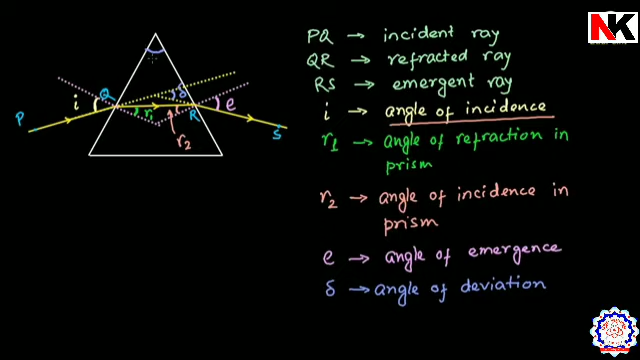 NK
PQ → incident ray
QR → refracted ray
RS → emergent ray
i → angle of incidence
r1 → angle of refraction in
prism
r2 → angle of incidence in
prism
e → angle of emergence
δ → angle of deviation
P
i
Q
r1
δ
R
r2
e
S